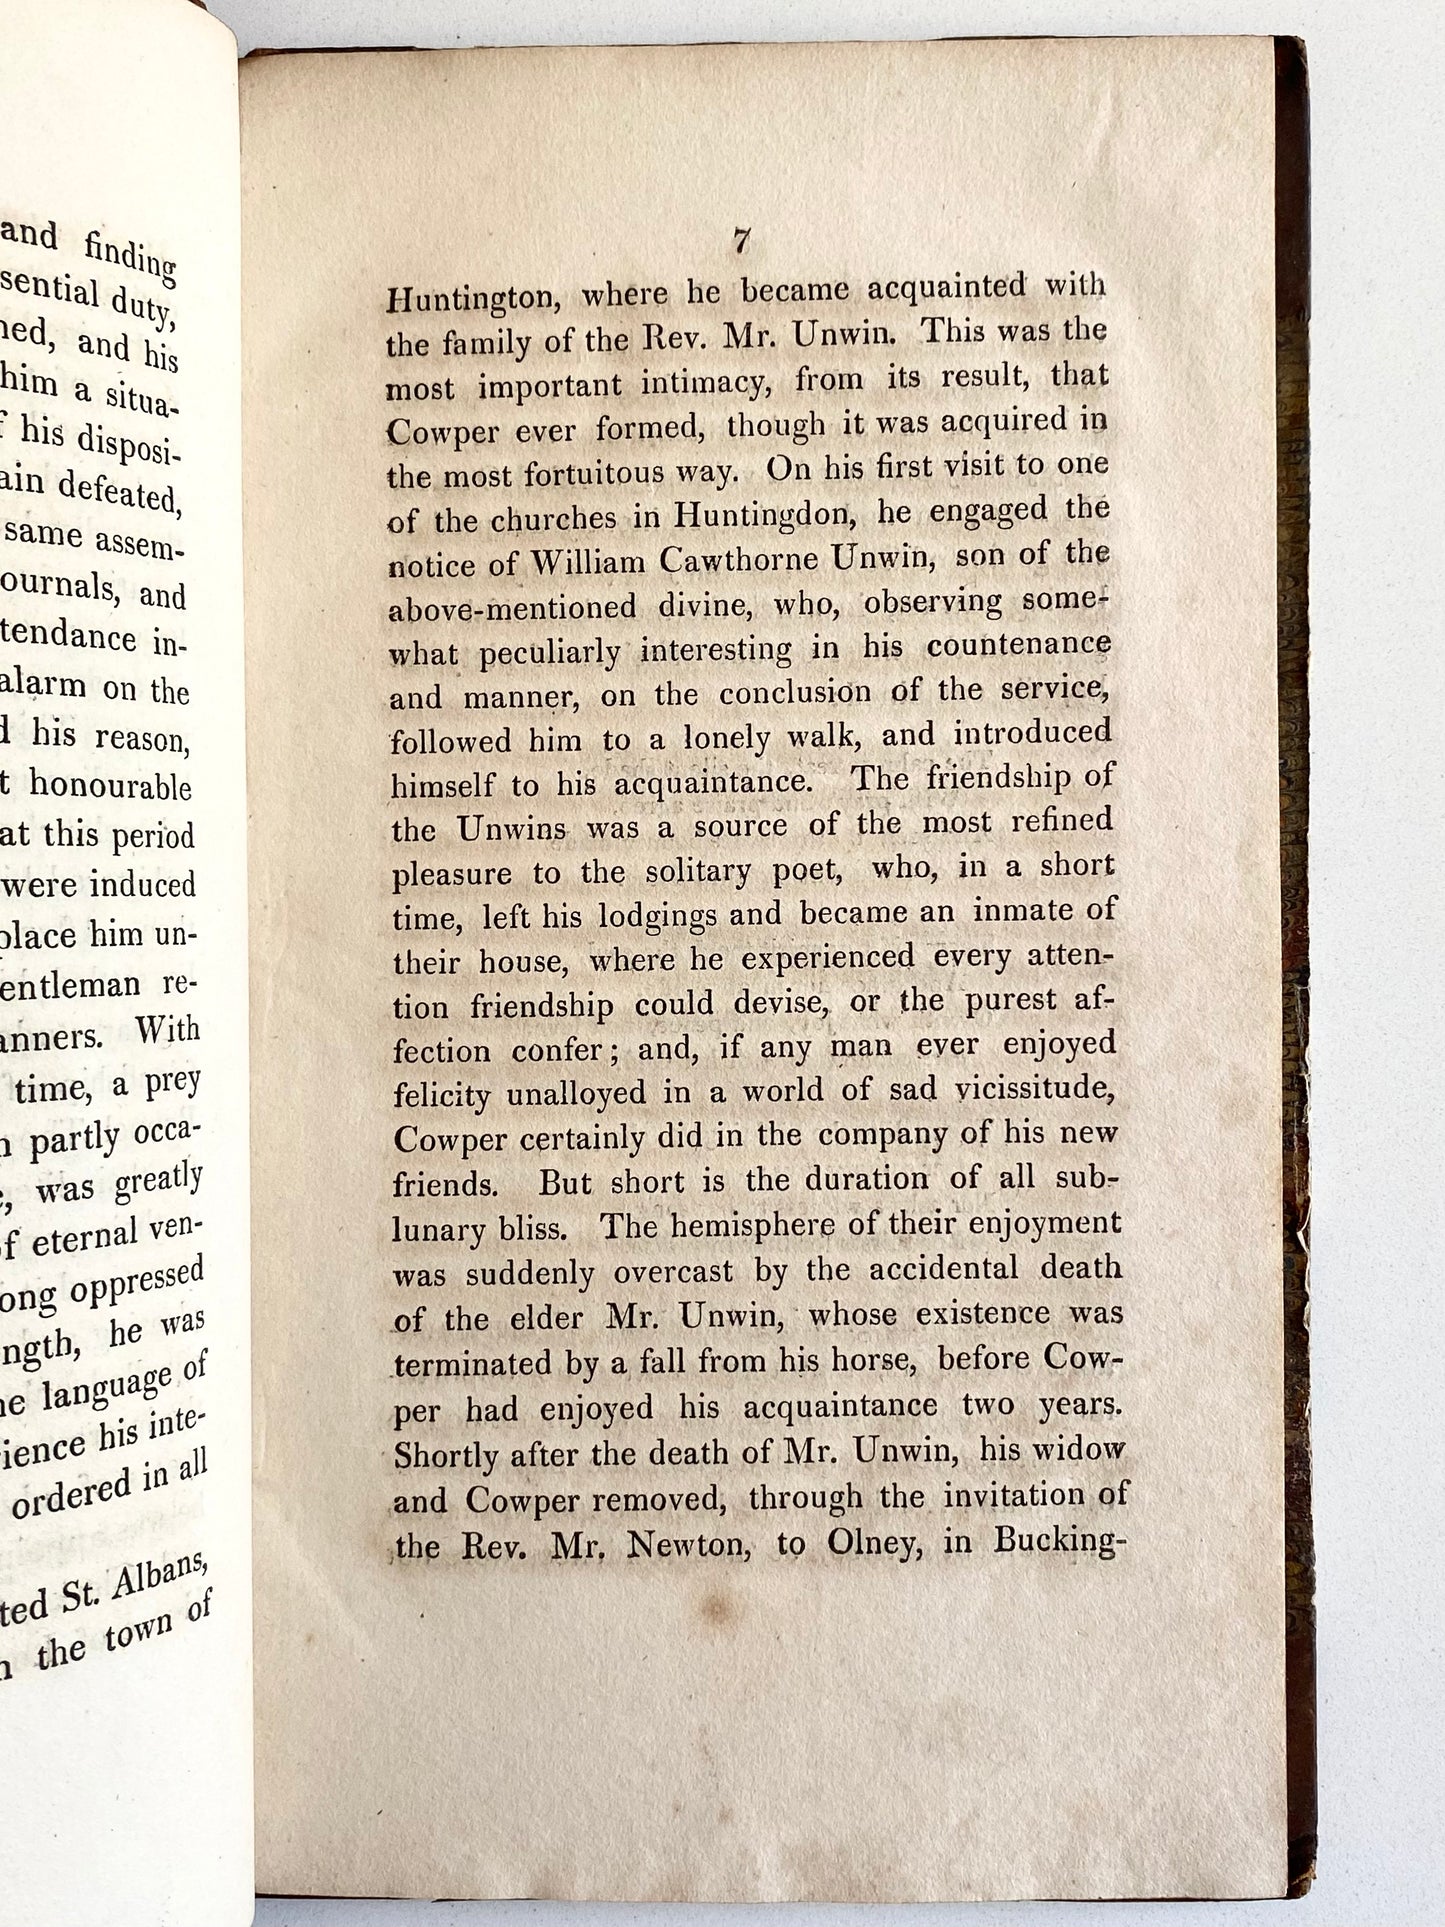 and finding
duty,
and his
him a situa-
his disposi-
defeated,
same assem-
and
in-
alarm on the
his reason,
honourable
at this period
were induced
him un-
re-
With
time, a prey
partly occa-
was greatly
eternal ven-
oppressed
he was
language of
his inte-
ordered in all
St. Albans,
the town of
7
Huntington, where he became acquainted with
the family of the Rev. Mr. Unwin. This was the
most important intimacy, from its result, that
Cowper ever formed, though it was acquired in
the most fortuitous way. On his first visit to one
of the churches in Huntingdon, he engaged the
notice of William Cawthorne Unwin, son of the
above-mentioned divine, who, observing some-
what peculiarly interesting in his countenance
and manner, on the conclusion of the service,
followed him to a lonely walk, and introduced
himself to his acquaintance. The friendship of
the Unwins was a source of the most refined
pleasure to the solitary poet, who, in a short
time, left his lodgings and became an inmate of
their house, where he experienced every atten-
tion friendship could devise, or the purest af-
fection confer; and, if any man ever enjoyed
felicity unalloyed in a world of sad vicissitude,
Cowper certainly did in the company of his new
friends. But short is the duration of all sub-
lunary bliss. The hemisphere of their enjoyment
was suddenly overcast by the accidental death
of the elder Mr. Unwin, whose existence was
terminated by a fall from his horse, before Cow-
per had enjoyed his acquaintance two years.
Shortly after the death of Mr. Unwin, his widow
and Cowper removed, through the invitation of
the Rev. Mr. Newton, to Olney, in Bucking-